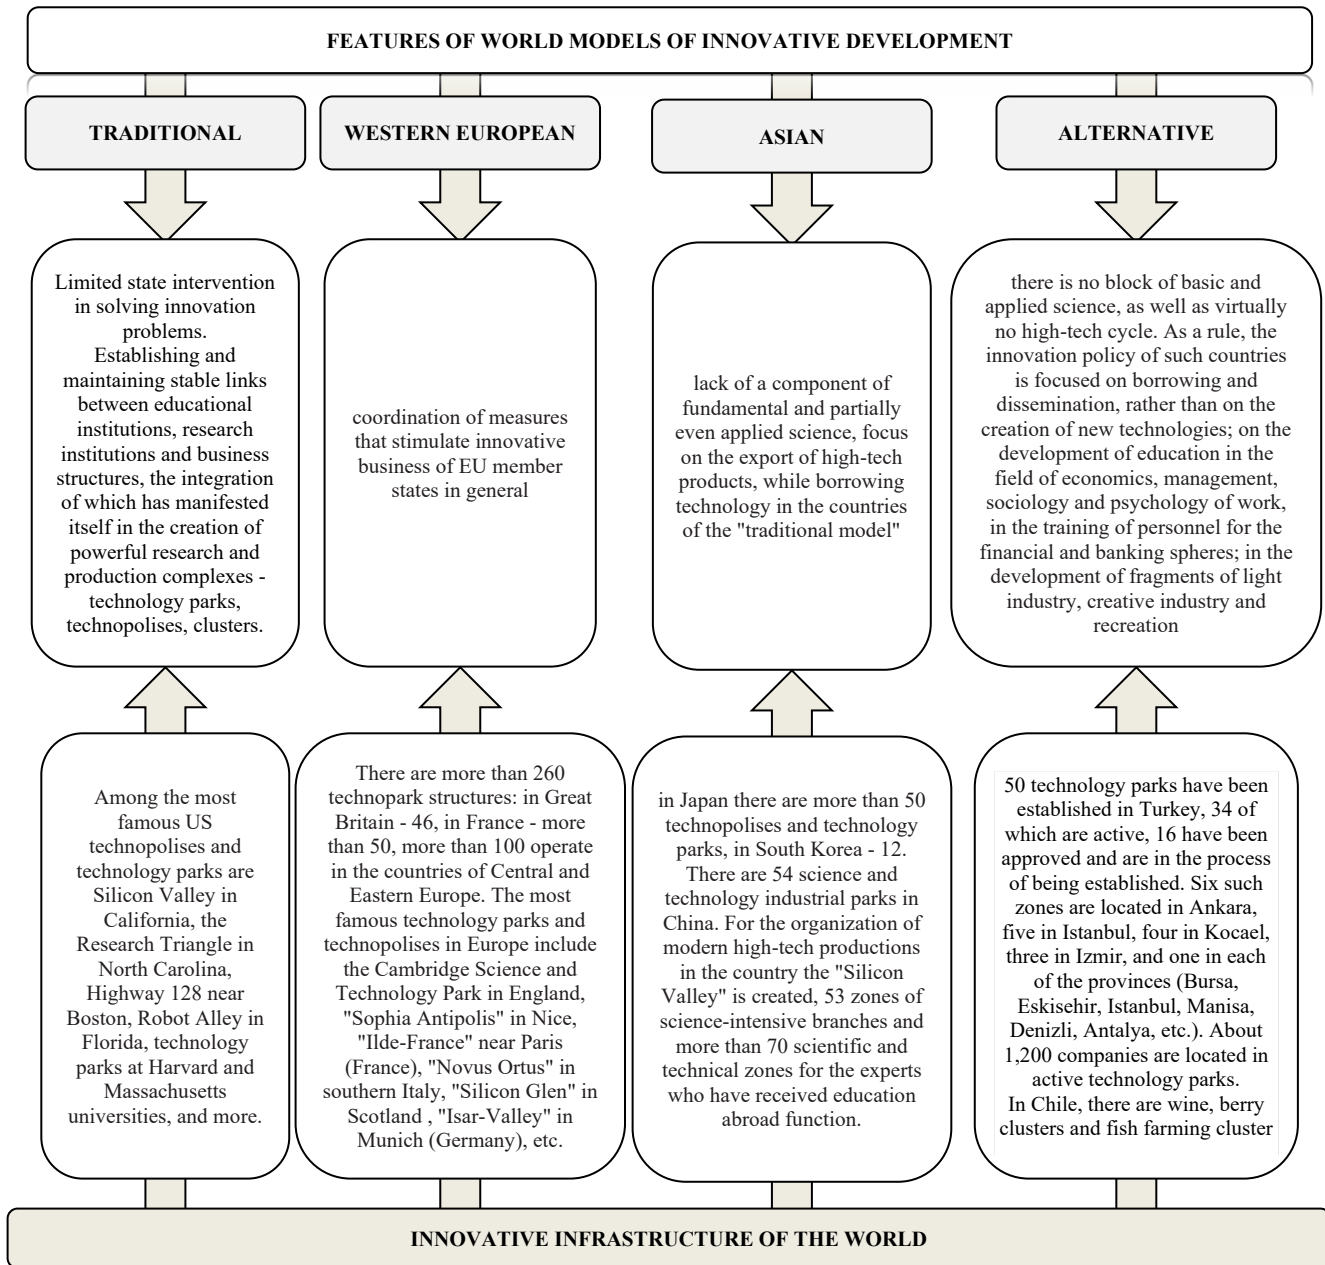 FEATURES OF WORLD MODELS OF INNOVATIVE DEVELOPMENT
TRADITIONAL
WESTERN EUROPEAN
ASIAN
ALTERNATIVE
Limited state intervention
in solving innovation
problems.
Establishing and
maintaining stable links
between educational
institutions, research
institutions and business
structures, the integration
of which has manifested
itself in the creation of
powerful research and
production complexes -
technology parks,
technopolises, clusters.
coordination of measures
that stimulate innovative
business of EU member
states in general
lack of a component of
fundamental and partially
even applied science, focus
on the export of high-tech
products, while borrowing
technology in the countries
of the "traditional model"
there is no block of basic and
applied science, as well as virtually
no high-tech cycle. As a rule, the
innovation policy of such countries
is focused on borrowing and
dissemination, rather than on the
creation of new technologies; on the
development of education in the
field of economics, management,
sociology and psychology of work,
in the training of personnel for the
financial and banking spheres; in the
development of fragments of light
industry, creative industry and
recreation
Among the most
famous US
technopolises and
technology parks are
Silicon Valley in
California, the
Research Triangle in
North Carolina,
Highway 128 near
Boston, Robot Alley in
Florida, technology
parks at Harvard and
Massachusetts
universities, and more.
There are more than 260
technopark structures: in Great
Britain - 46, in France - more
than 50, more than 100 operate
in the countries of Central and
Eastern Europe. The most
famous technology parks and
technopolises in Europe include
the Cambridge Science and
Technology Park in England,
"Sophia Antipolis" in Nice,
"Ilde-France" near Paris
(France), "Novus Ortus" in
southern Italy, "Silicon Glen" in
Scotland , "Isar-Valley" in
Munich (Germany), etc.
in Japan there are more than 50
technopolises and technology
parks, in South Korea - 12.
There are 54 science and
technology industrial parks in
China. For the organization of
modern high-tech productions
in the country the "Silicon
Valley" is created, 53 zones of
science-intensive branches and
more than 70 scientific and
technical zones for the experts
who have received education
abroad function.
50 technology parks have been
established in Turkey, 34 of
which are active, 16 have been
approved and are in the process
of being established. Six such
zones are located in Ankara,
five in Istanbul, four in Kocael,
three in Izmir, and one in each
of the provinces (Bursa,
Eskisehir, Istanbul, Manisa,
Denizli, Antalya, etc.). About
1,200 companies are located in
active technology parks.
In Chile, there are wine, berry
clusters and fish farming cluster
INNOVATIVE INFRASTRUCTURE OF THE WORLD